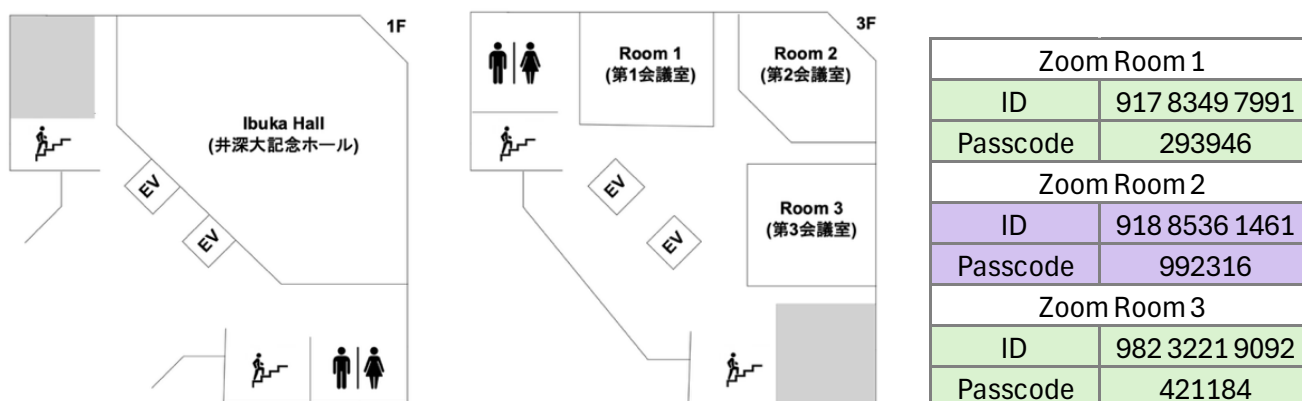 1F
Ibuka Hall
(井深大記念ホール)
EV
EV
3F
Room 1
(第1会議室)
Room 2
(第2会議室)
EV
EV
Room 3
(第3会議室)
Zoom Room 1
ID 917 8349 7991
Passcode 293946
Zoom Room 2
ID 918 8536 1461
Passcode 992316
Zoom Room 3
ID 982 3221 9092
Passcode 421184